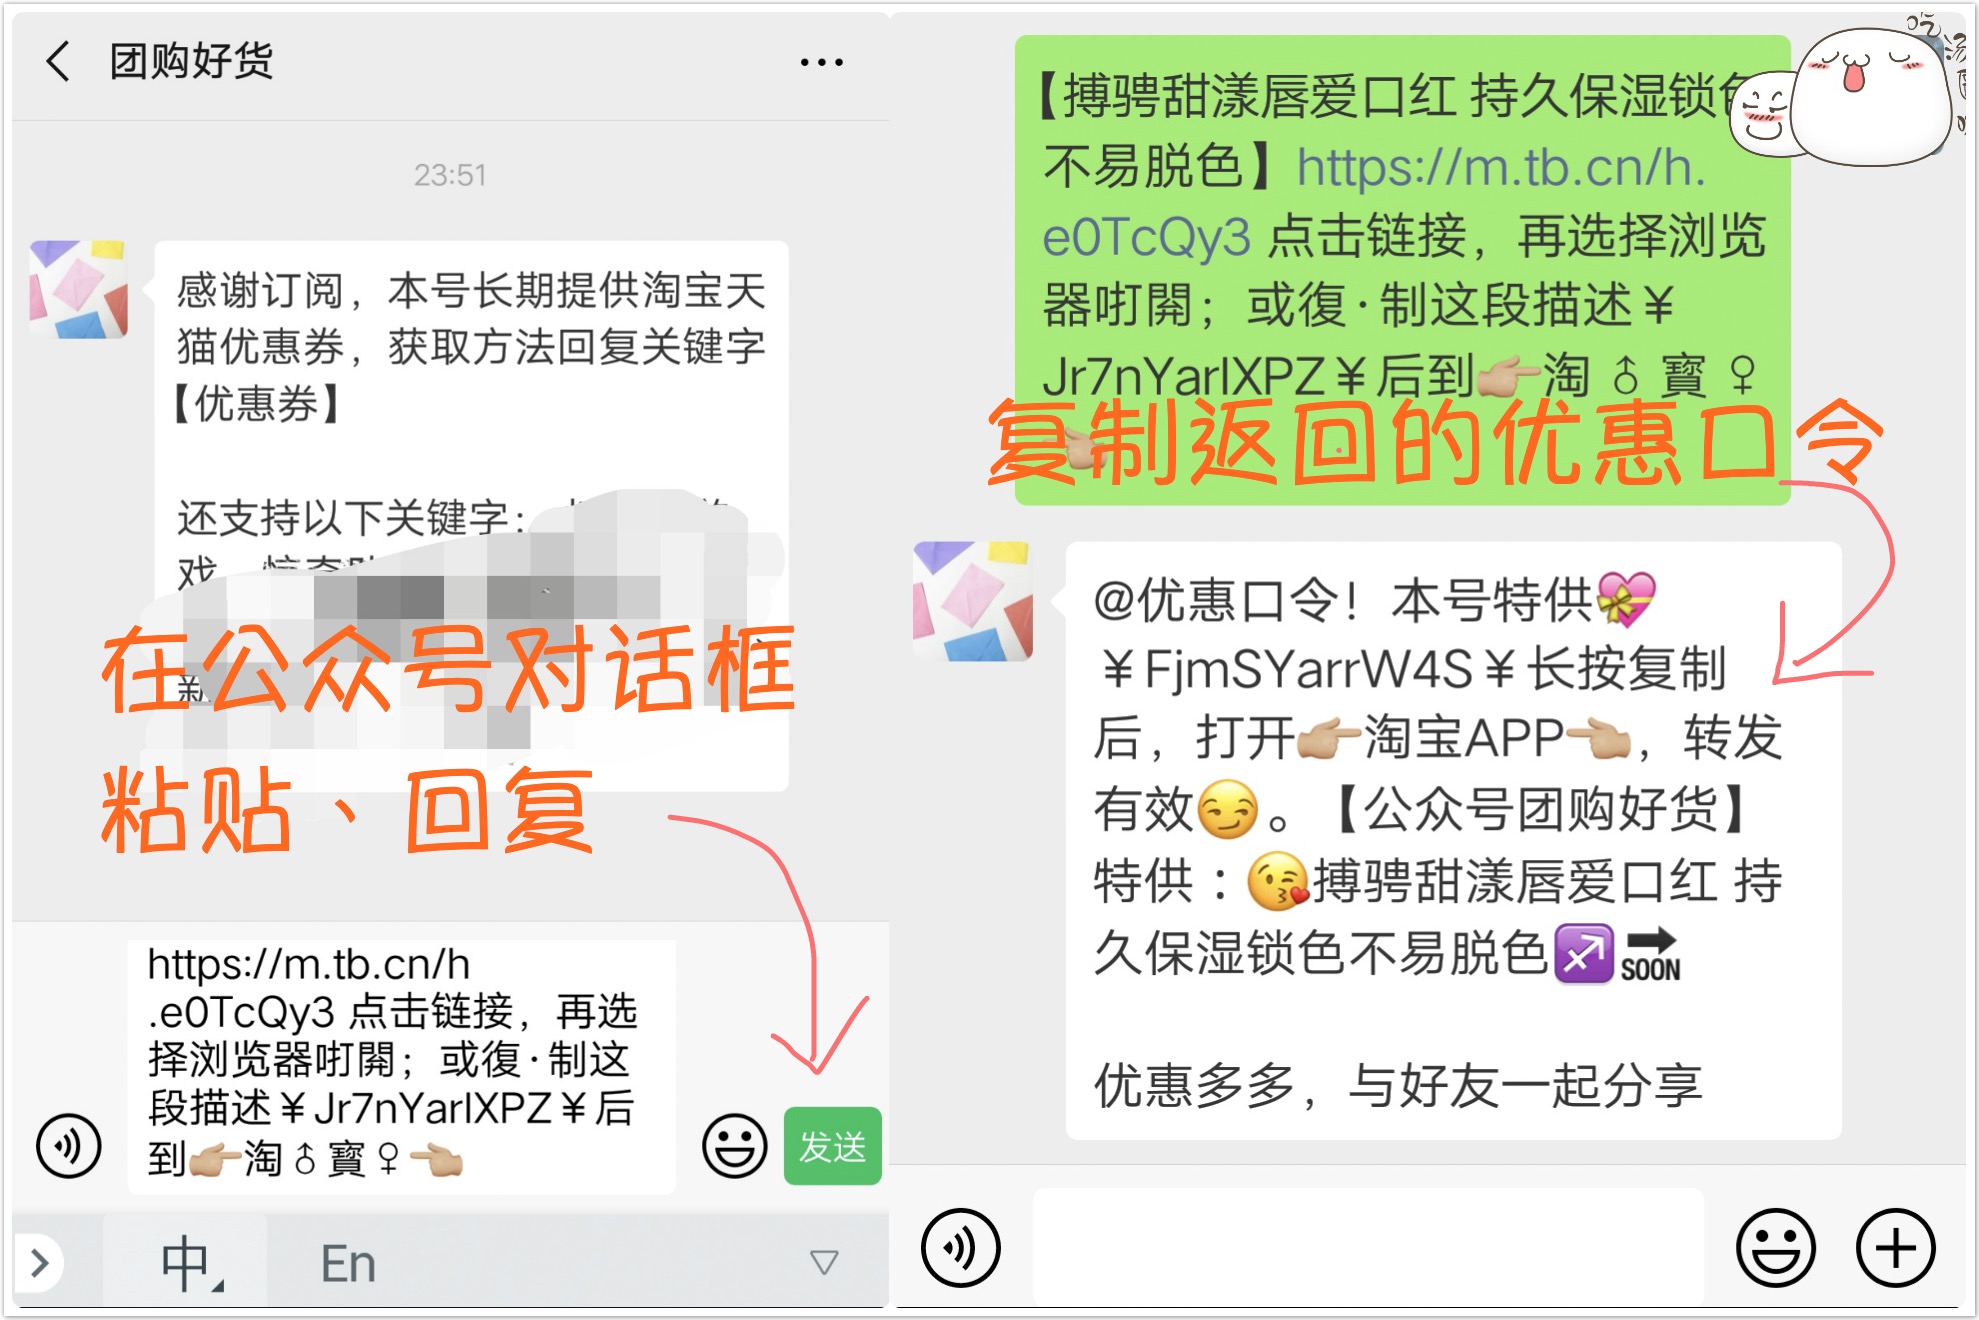 团购好货
23:51
感谢订阅，本号长期提供淘宝天
猫优惠券，获取方法回复关键字
【优惠券】
还支持以下关键字：
戏
新
在公众号对话框
粘贴、回复
https://m.tb.cn/h
.e0TcQy3 点击链接，再选
择浏览器咑閞；或復·制这
段描述￥Jr7nYarIXPZ￥后
到👉🏼淘♂寳♀👈🏼
发送
中
En
【搏骋甜漾唇爱口红 持久保湿锁色
不易脱色】https://m.tb.cn/h.
e0TcQy3 点击链接，再选择浏览
器咑閞；或復·制这段描述￥
Jr7nYarIXPZ￥后到👉🏼淘♂寳♀
👈🏼
复制返回的优惠口令
@优惠口令！本号特供💝
￥FjmSYarrW4S￥长按复制
后，打开👉🏼淘宝APP👈🏼，转发
有效😏。【公众号团购好货】
特供：😘搏骋甜漾唇爱口红 持
久保湿锁色不易脱色♐🔜
优惠多多，与好友一起分享
吃
汤